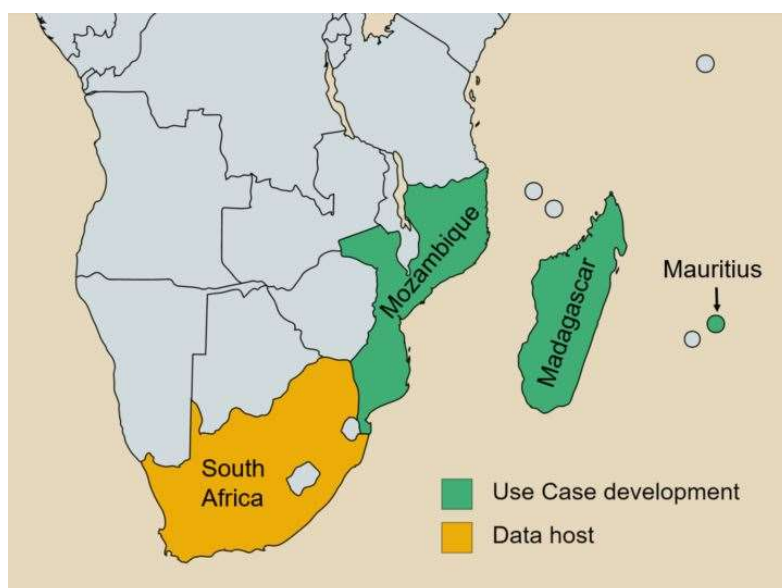 Mozambique
Madagascar
Mauritius
South
Africa
Use Case development
Data host